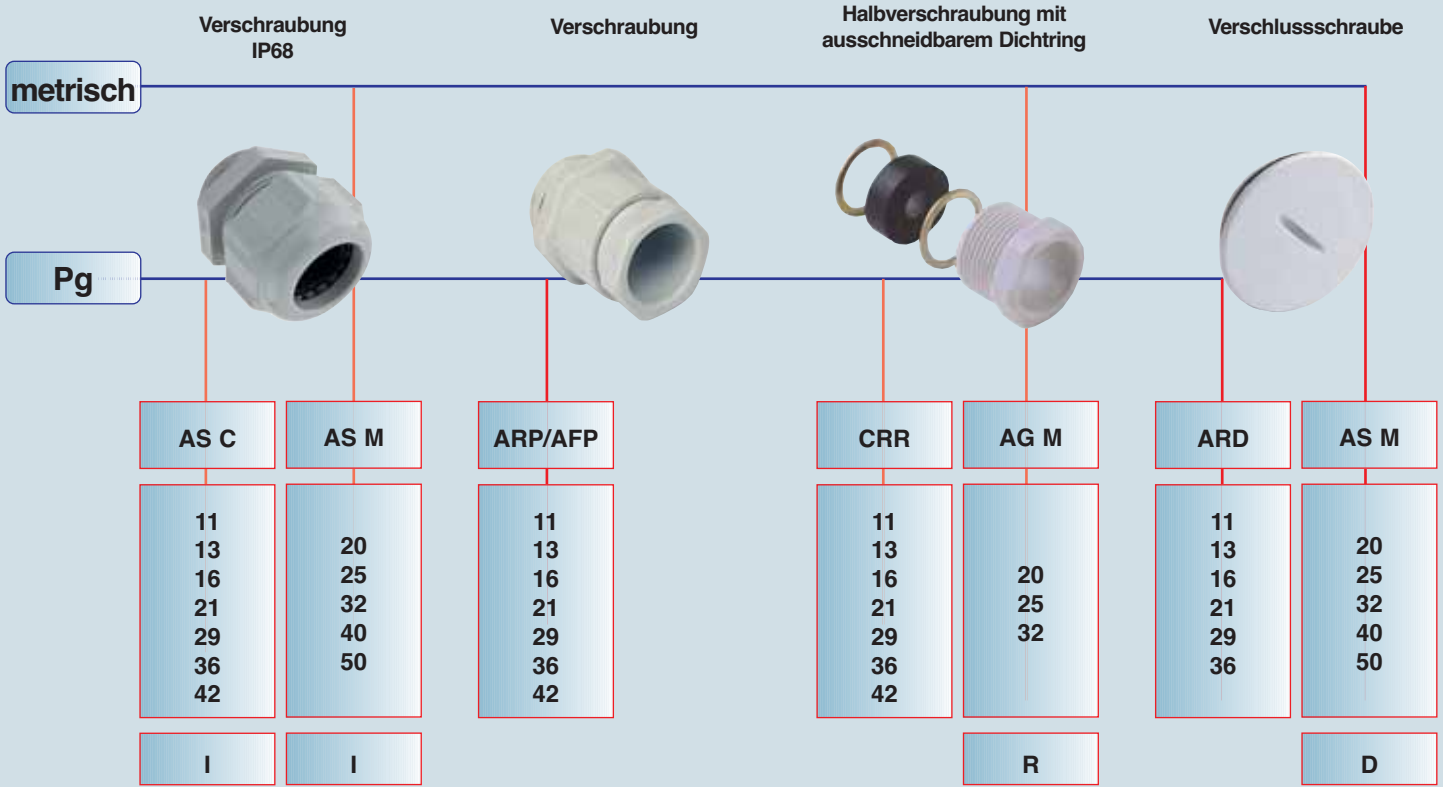 Verschraubung
IP68
Verschraubung
Halbverschraubung mit
ausschneidbarem Dichtring
Verschlussschraube
metrisch
Pg
AS C
AS M
ARP/AFP
CRR
AG M
ARD
AS M
11
13
16
21
29
36
42
20
25
32
40
50
11
13
16
21
29
36
42
11
13
16
21
29
36
42
20
25
32
11
13
16
21
29
36
20
25
32
40
50
I
I
R
D